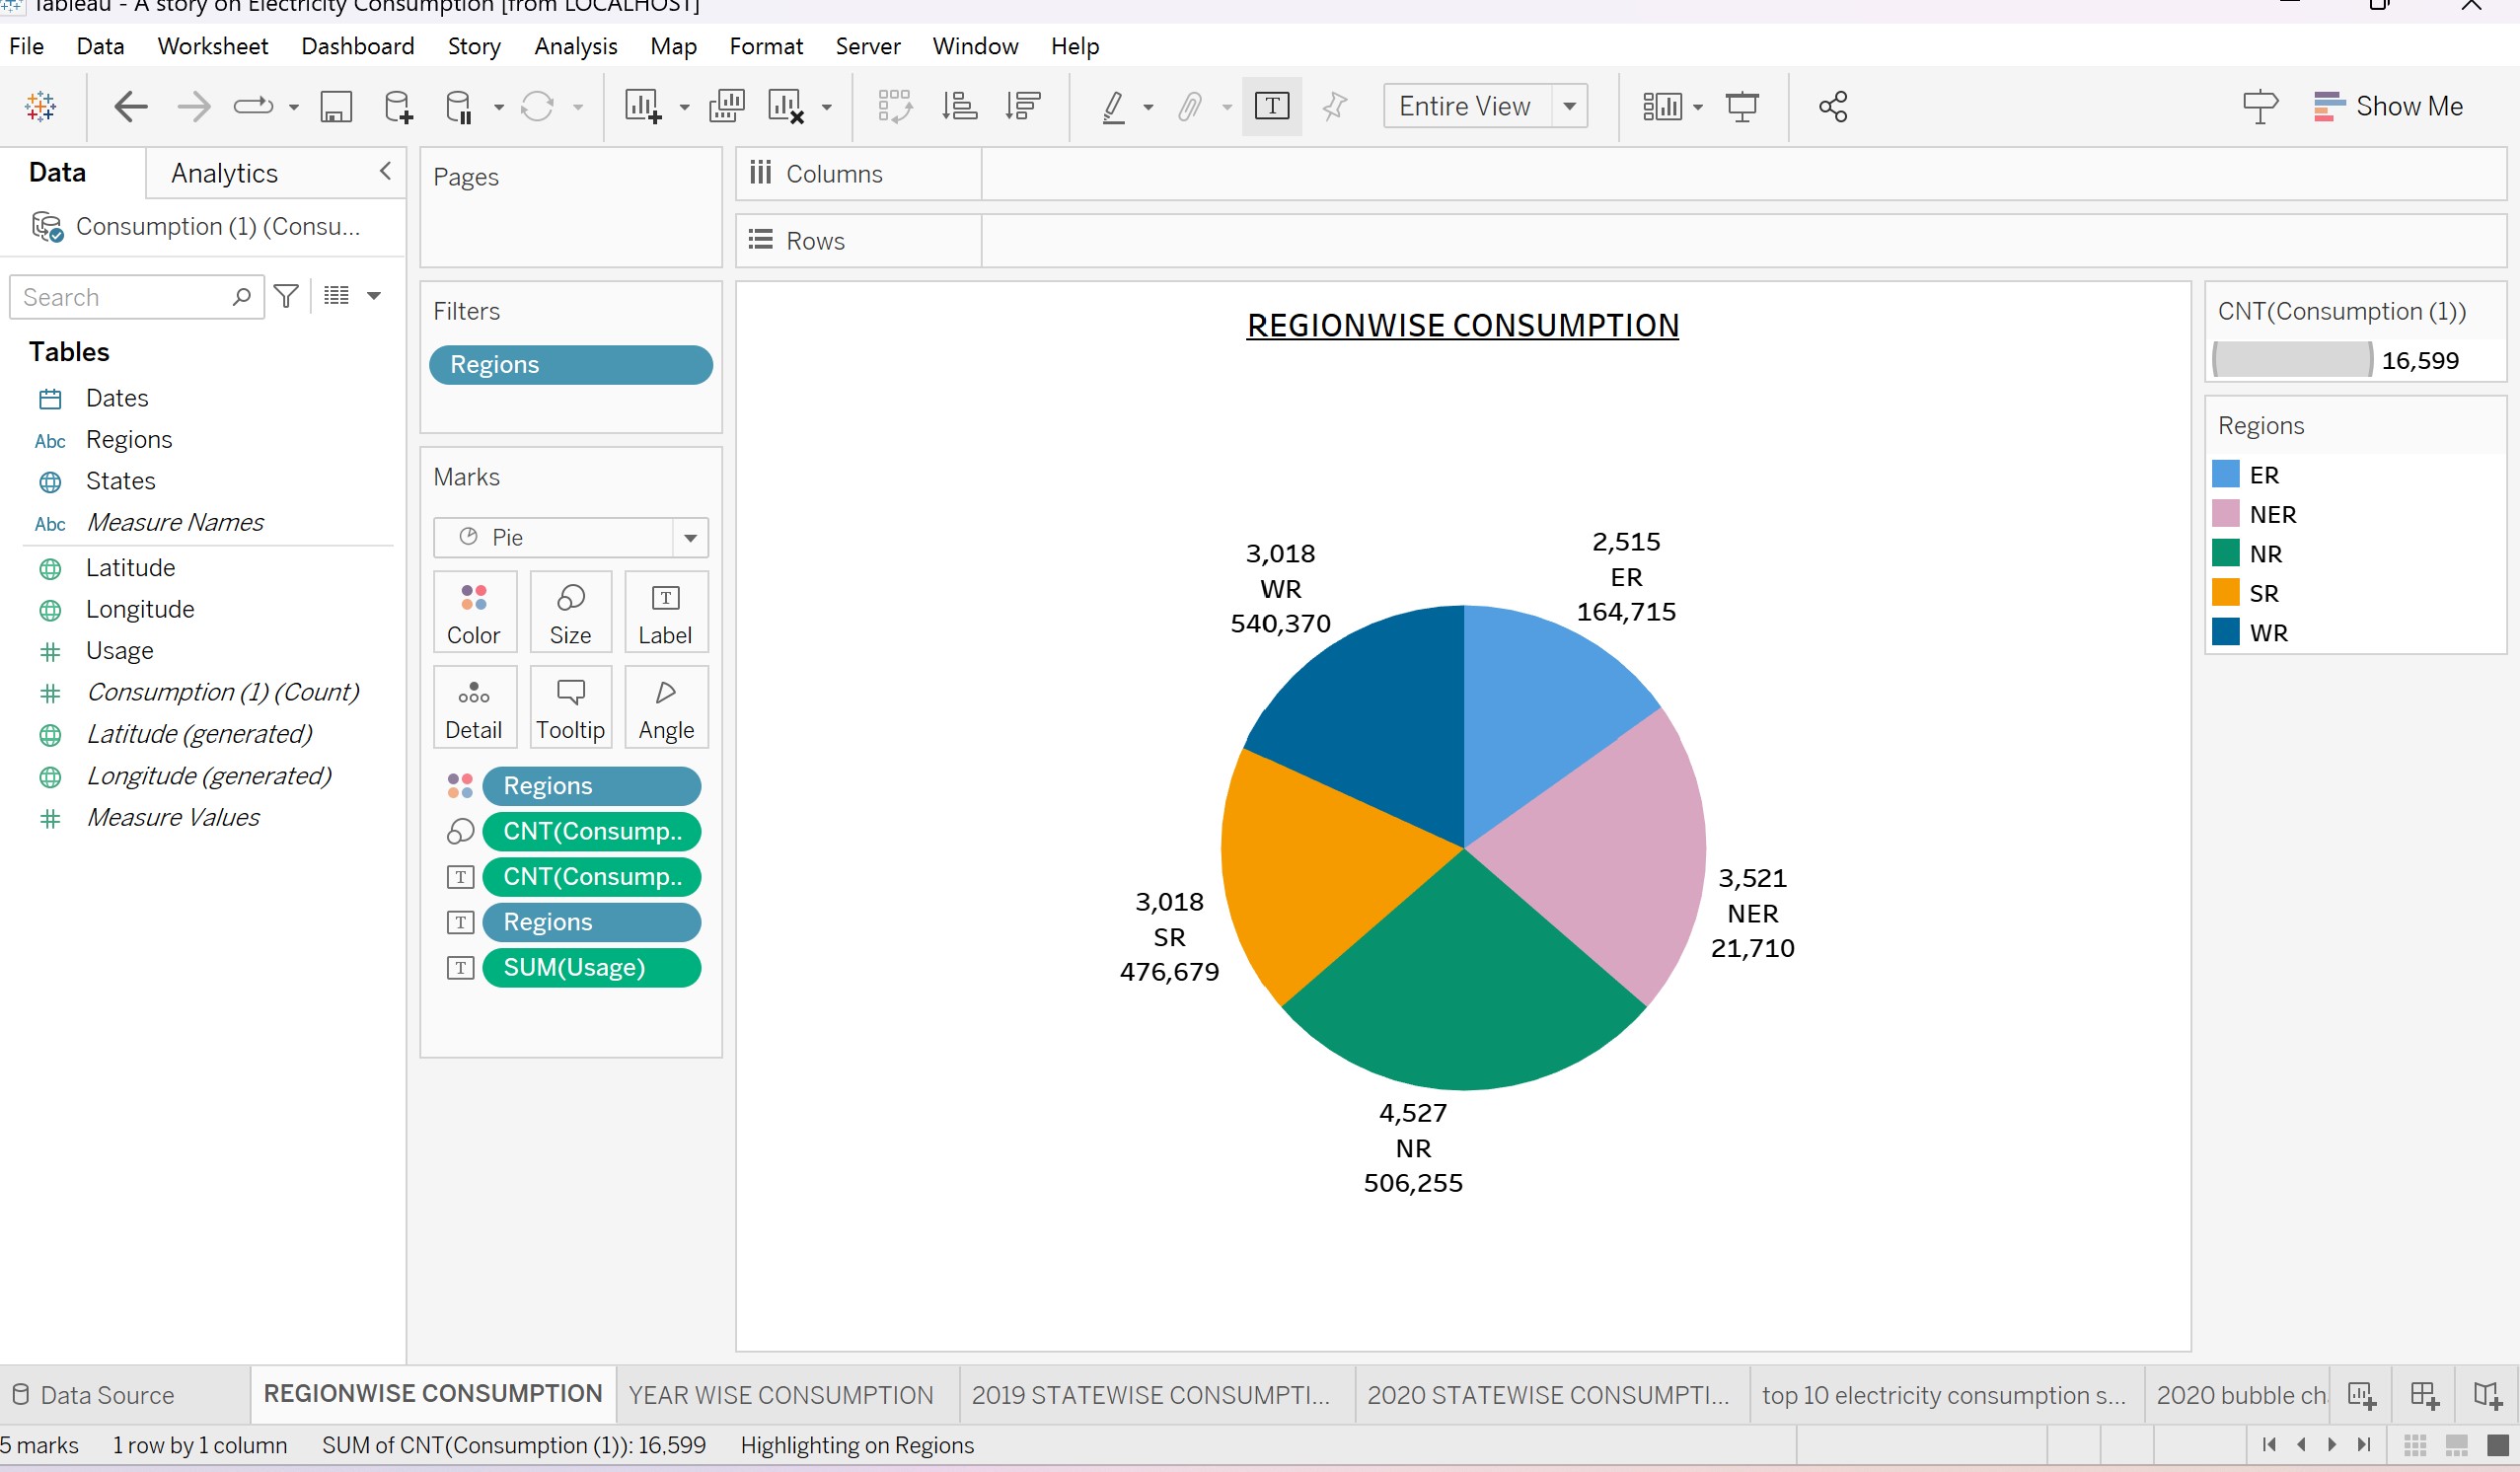 Tableau - A story on Electricity Consumption [from LOCALHOST]
File Data Worksheet Dashboard Story Analysis Map Format Server Window Help
T Entire View Show Me
Data Analytics
Consumption (1) (Consu...
Search
Tables
Dates
Abc Regions
States
Abc Measure Names
Latitude
Longitude
Usage
Consumption (1) (Count)
Latitude (generated)
Longitude (generated)
Measure Values
Pages
Filters
Regions
Marks
Pie
Color Size T Label
Detail Tooltip Angle
Regions
CNT(Consump..
T CNT(Consump..
T Regions
T SUM(Usage)
Columns
Rows
REGIONWISE CONSUMPTION
3,018
WR
540,370
2,515
ER
164,715
3,018
SR
476,679
3,521
NER
21,710
4,527
NR
506,255
CNT(Consumption (1))
16,599
Regions
ER
NER
NR
SR
WR
Data Source REGIONWISE CONSUMPTION YEAR WISE CONSUMPTION 2019 STATEWISE CONSUMPTI... 2020 STATEWISE CONSUMPTI... top 10 electricity consumption s... 2020 bubble ch
5 marks 1 row by 1 column SUM of CNT(Consumption (1)): 16,599 Highlighting on Regions